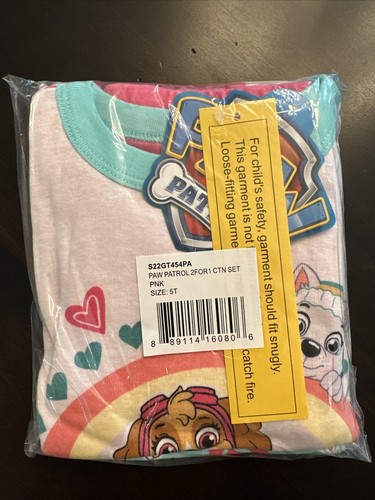 PAW
PAT
For child's safety, garment should fit snugly.
This garment is not
Loose-fitting garme
catch fire.
S22GT454PA
PAW PATROL 2FOR1 CTN SET
PNK
SIZE: 5T
8 89114 16080 6